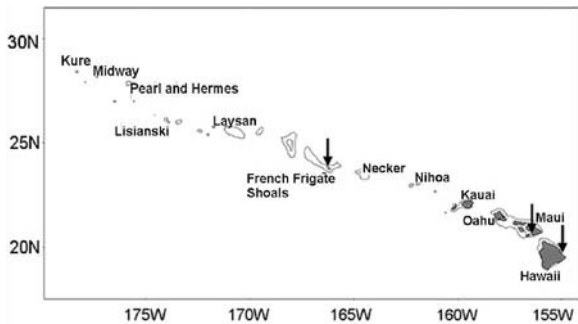 30N
Kure
Midway
Pearl and Hermes
Lisianski
Laysan
25N
French Frigate
Shoals
Necker
Nihoa
Kauai
Oahu
Maui
20N
Hawaii
175W 170W 165W 160W 155W